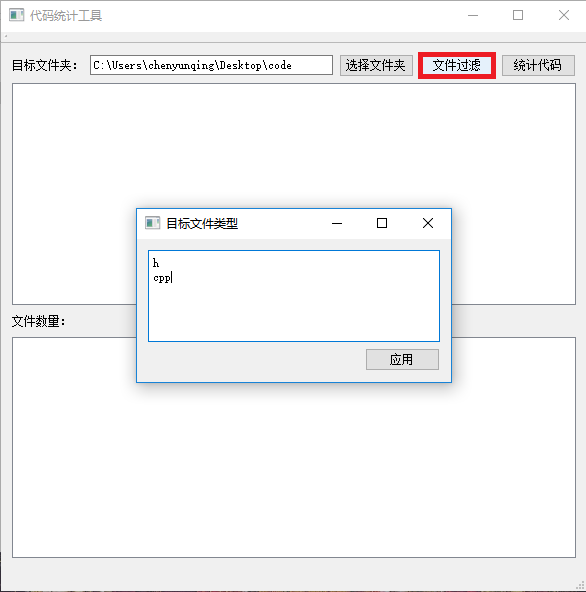 代码统计工具
目标文件夹： C:\Users\chenyunqing\Desktop\code 选择文件夹 文件过滤 统计代码
目标文件类型
h
cpp
应用
文件数量：